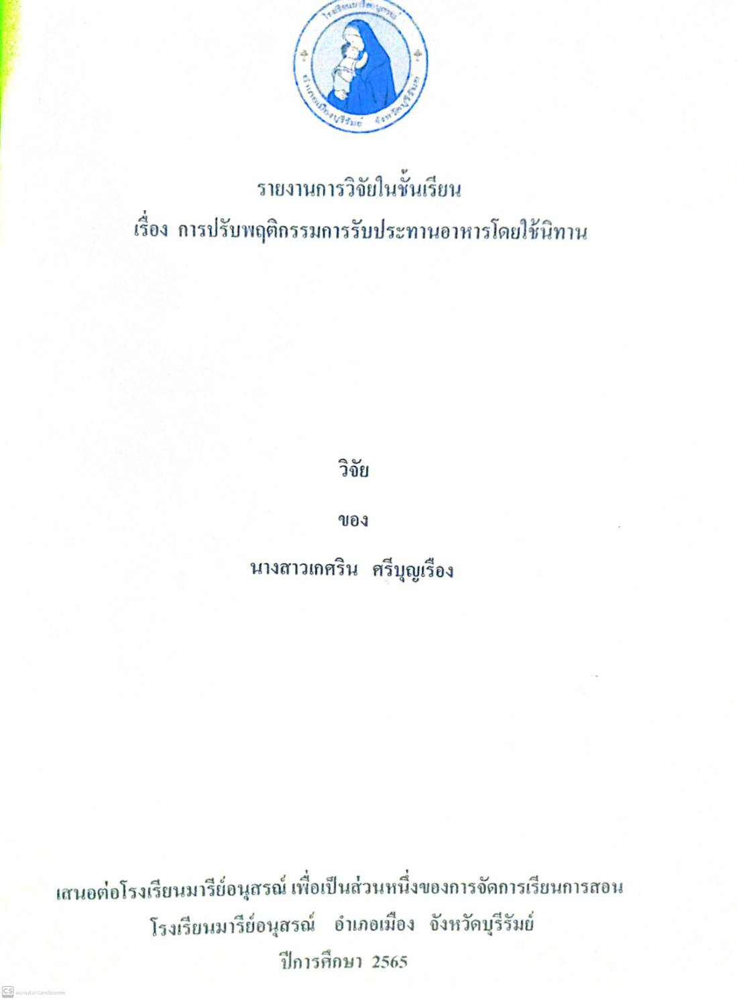 โรงเรียนมารีย์อนุสรณ์
อำเภอเมืองบุรีรัมย์ จังหวัดบุรีรัมย์
รายงานการวิจัยในชั้นเรียน
เรื่อง การปรับพฤติกรรมการรับประทานอาหารโดยใช้นิทาน
วิจัย
ของ
นางสาวเกศริน ศรีบุญเรือง
เสนอต่อโรงเรียนมารีย์อนุสรณ์ เพื่อเป็นส่วนหนึ่งของการจัดการเรียนการสอน
โรงเรียนมารีย์อนุสรณ์ อำเภอเมือง จังหวัดบุรีรัมย์
ปีการศึกษา 2565
CS สแกนด้วย CamScanner